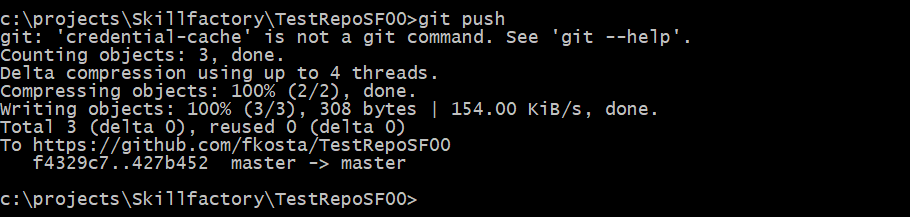 c:\projects\Skillfactory\TestRepoSF00>git push
git: 'credential-cache' is not a git command. See 'git --help'.
Counting objects: 3, done.
Delta compression using up to 4 threads.
Compressing objects: 100% (2/2), done.
Writing objects: 100% (3/3), 308 bytes | 154.00 KiB/s, done.
Total 3 (delta 0), reused 0 (delta 0)
To https://github.com/fkosta/TestRepoSF00
   f4329c7..427b452  master -> master
c:\projects\Skillfactory\TestRepoSF00>